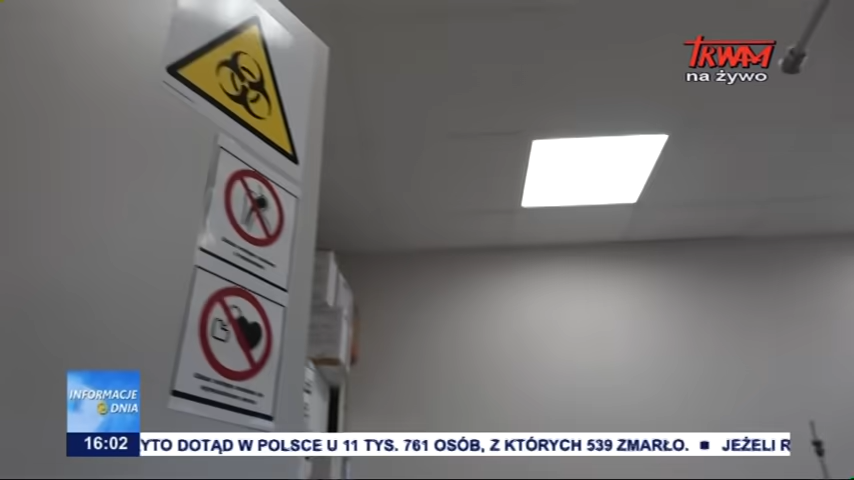 TRWAM
na żywo
INFORMACJE
DNIA
16:02
YTO DOTĄD W POLSCE U 11 TYS. 761 OSÓB, Z KTÓRYCH 539 ZMARŁO. ■ JEŻELI R